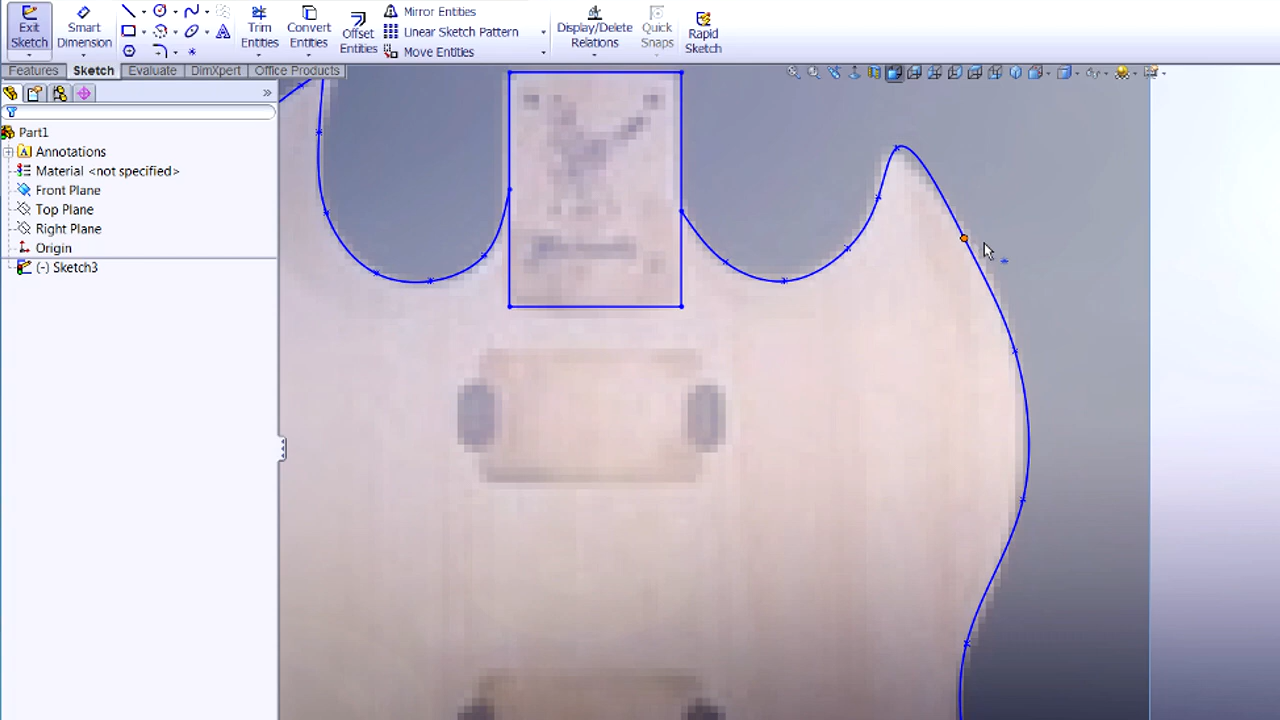 Exit Sketch
Smart Dimension
Trim Entities
Convert Entities
Offset Entities
Mirror Entities
Linear Sketch Pattern
Move Entities
Display/Delete Relations
Quick Snaps
Rapid Sketch
Features Sketch Evaluate DimXpert Office Products
»
Part1
A Annotations
Material <not specified>
Front Plane
Top Plane
Right Plane
Origin
(-) Sketch3